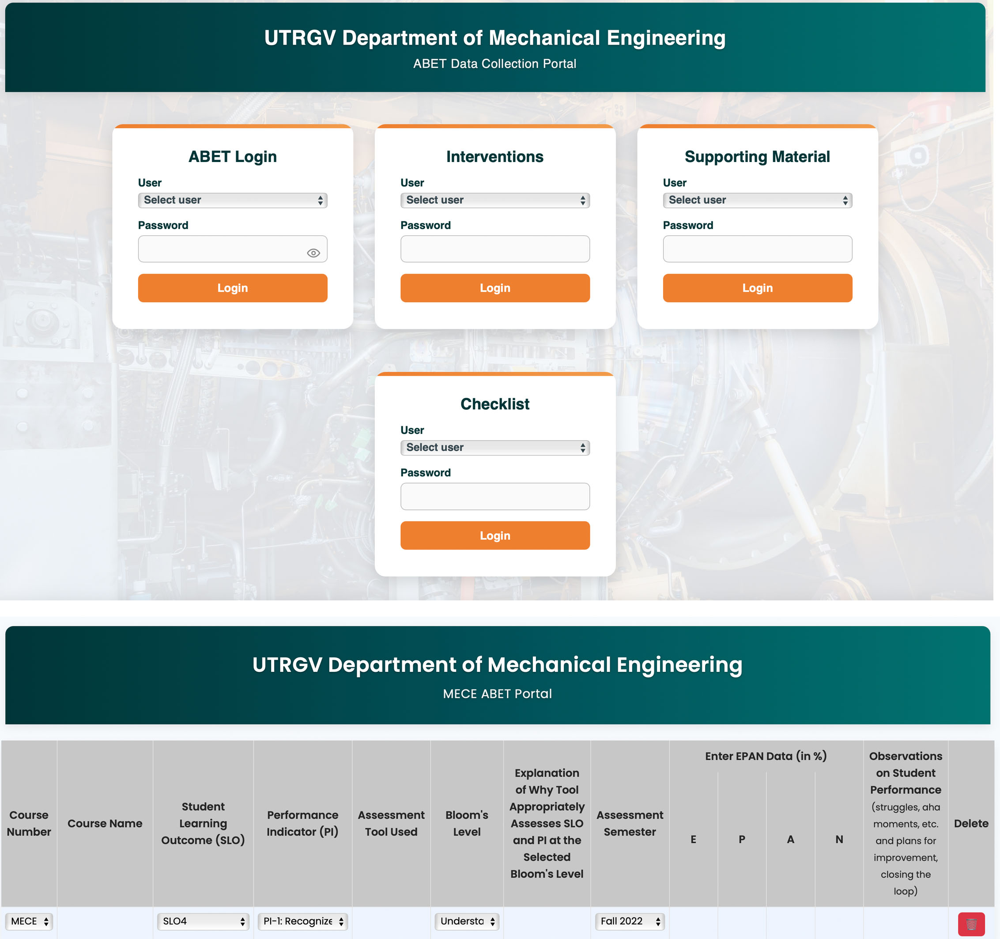 UTRGV Department of Mechanical Engineering
ABET Data Collection Portal
ABET Login
User
Select user
Password
Login
Interventions
User
Select user
Password
Login
Supporting Material
User
Select user
Password
Login
Checklist
User
Select user
Password
Login
UTRGV Department of Mechanical Engineering
MECE ABET Portal
Course
Number
Course Name
Student
Learning
Outcome (SLO)
Performance
Indicator (PI)
Assessment
Tool Used
Bloom's
Level
Explanation
of Why Tool
Appropriately
Assesses SLO
and PI at the
Selected
Bloom's Level
Assessment
Semester
Enter EPAN Data (in %)
E
P
A
N
Observations
on Student
Performance
(struggles, aha
moments, etc.
and plans for
improvement,
closing the
loop)
Delete
MECE
SLO4
PI-1: Recognize
Understa
Fall 2022